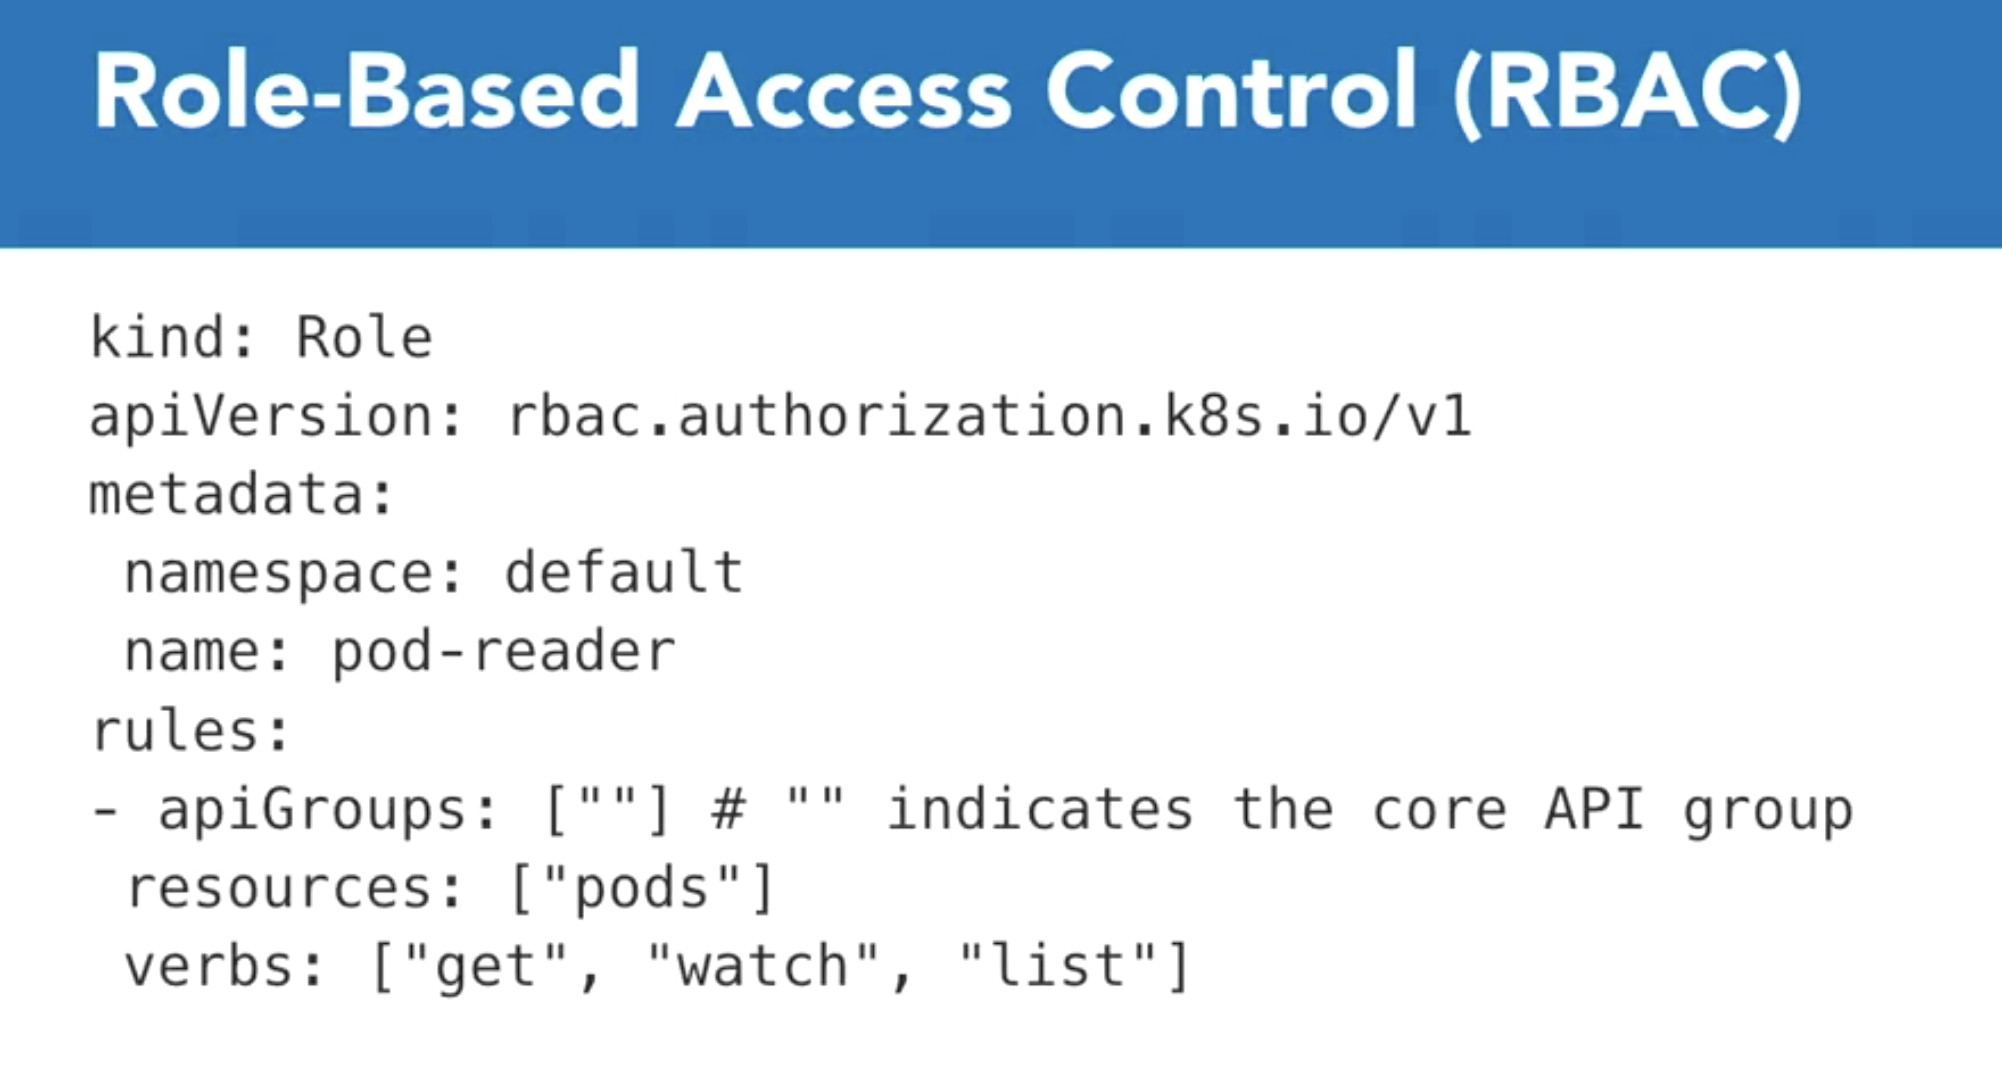 Role-Based Access Control (RBAC)
kind: Role
apiVersion: rbac.authorization.k8s.io/v1
metadata:
 namespace: default
 name: pod-reader
rules:
- apiGroups: [""] # "" indicates the core API group
 resources: ["pods"]
 verbs: ["get", "watch", "list"]